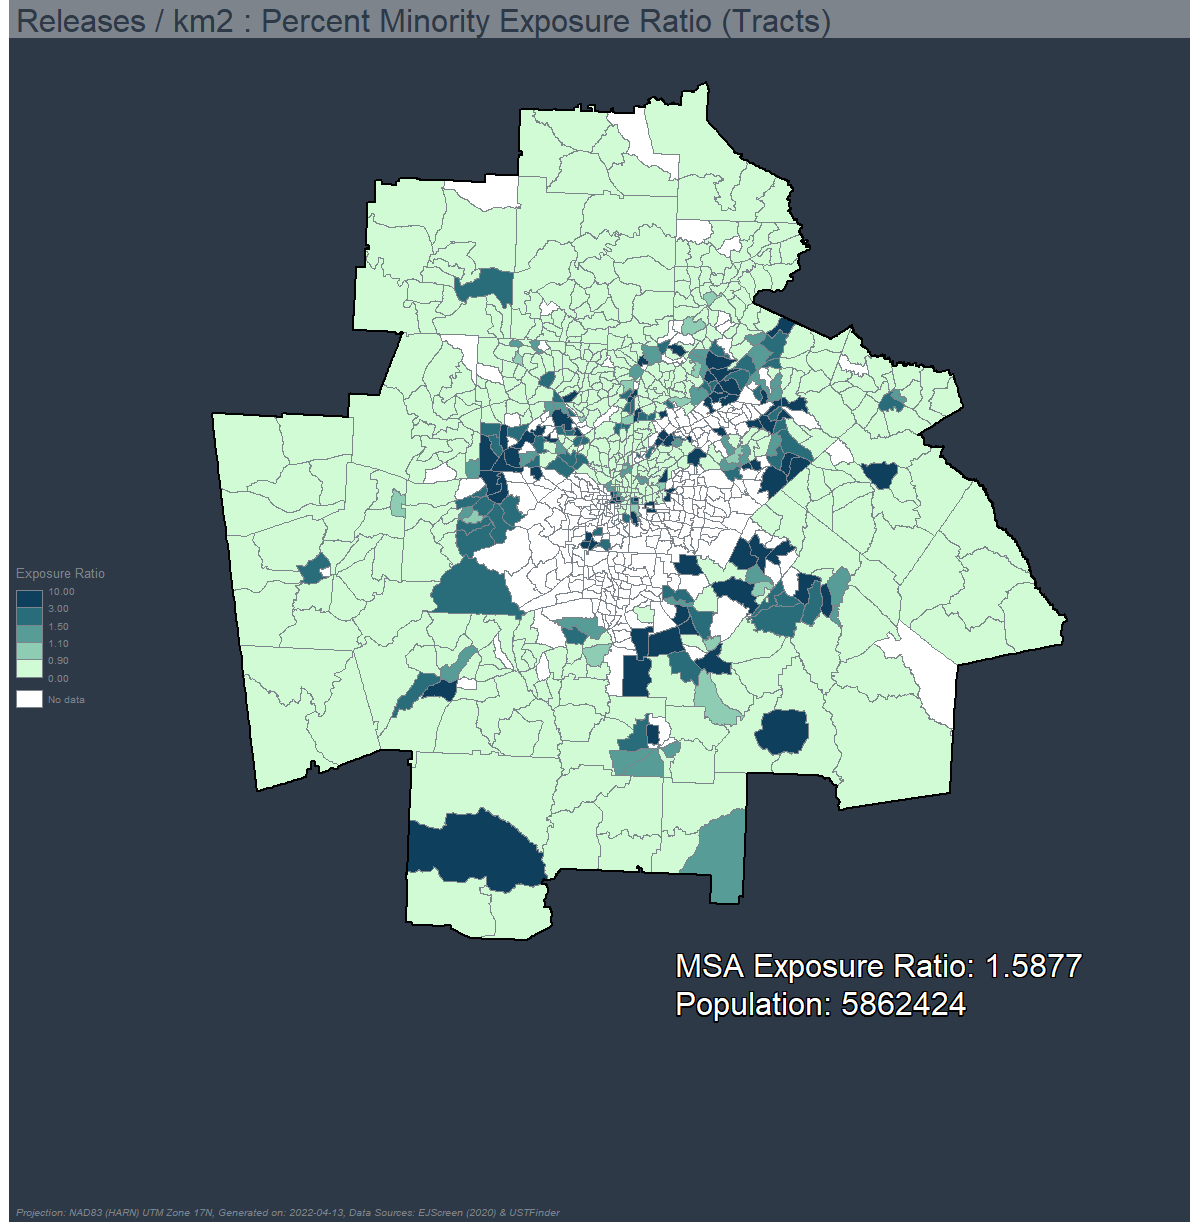 Releases / km2 : Percent Minority Exposure Ratio (Tracts)
Exposure Ratio
10.00
3.00
1.50
1.10
0.90
0.00
No data
MSA Exposure Ratio: 1.5877
Population: 5862424
Projection: NAD83 (HARN) UTM Zone 17N, Generated on: 2022-04-13, Data Sources: EJScreen (2020) & USTFinder